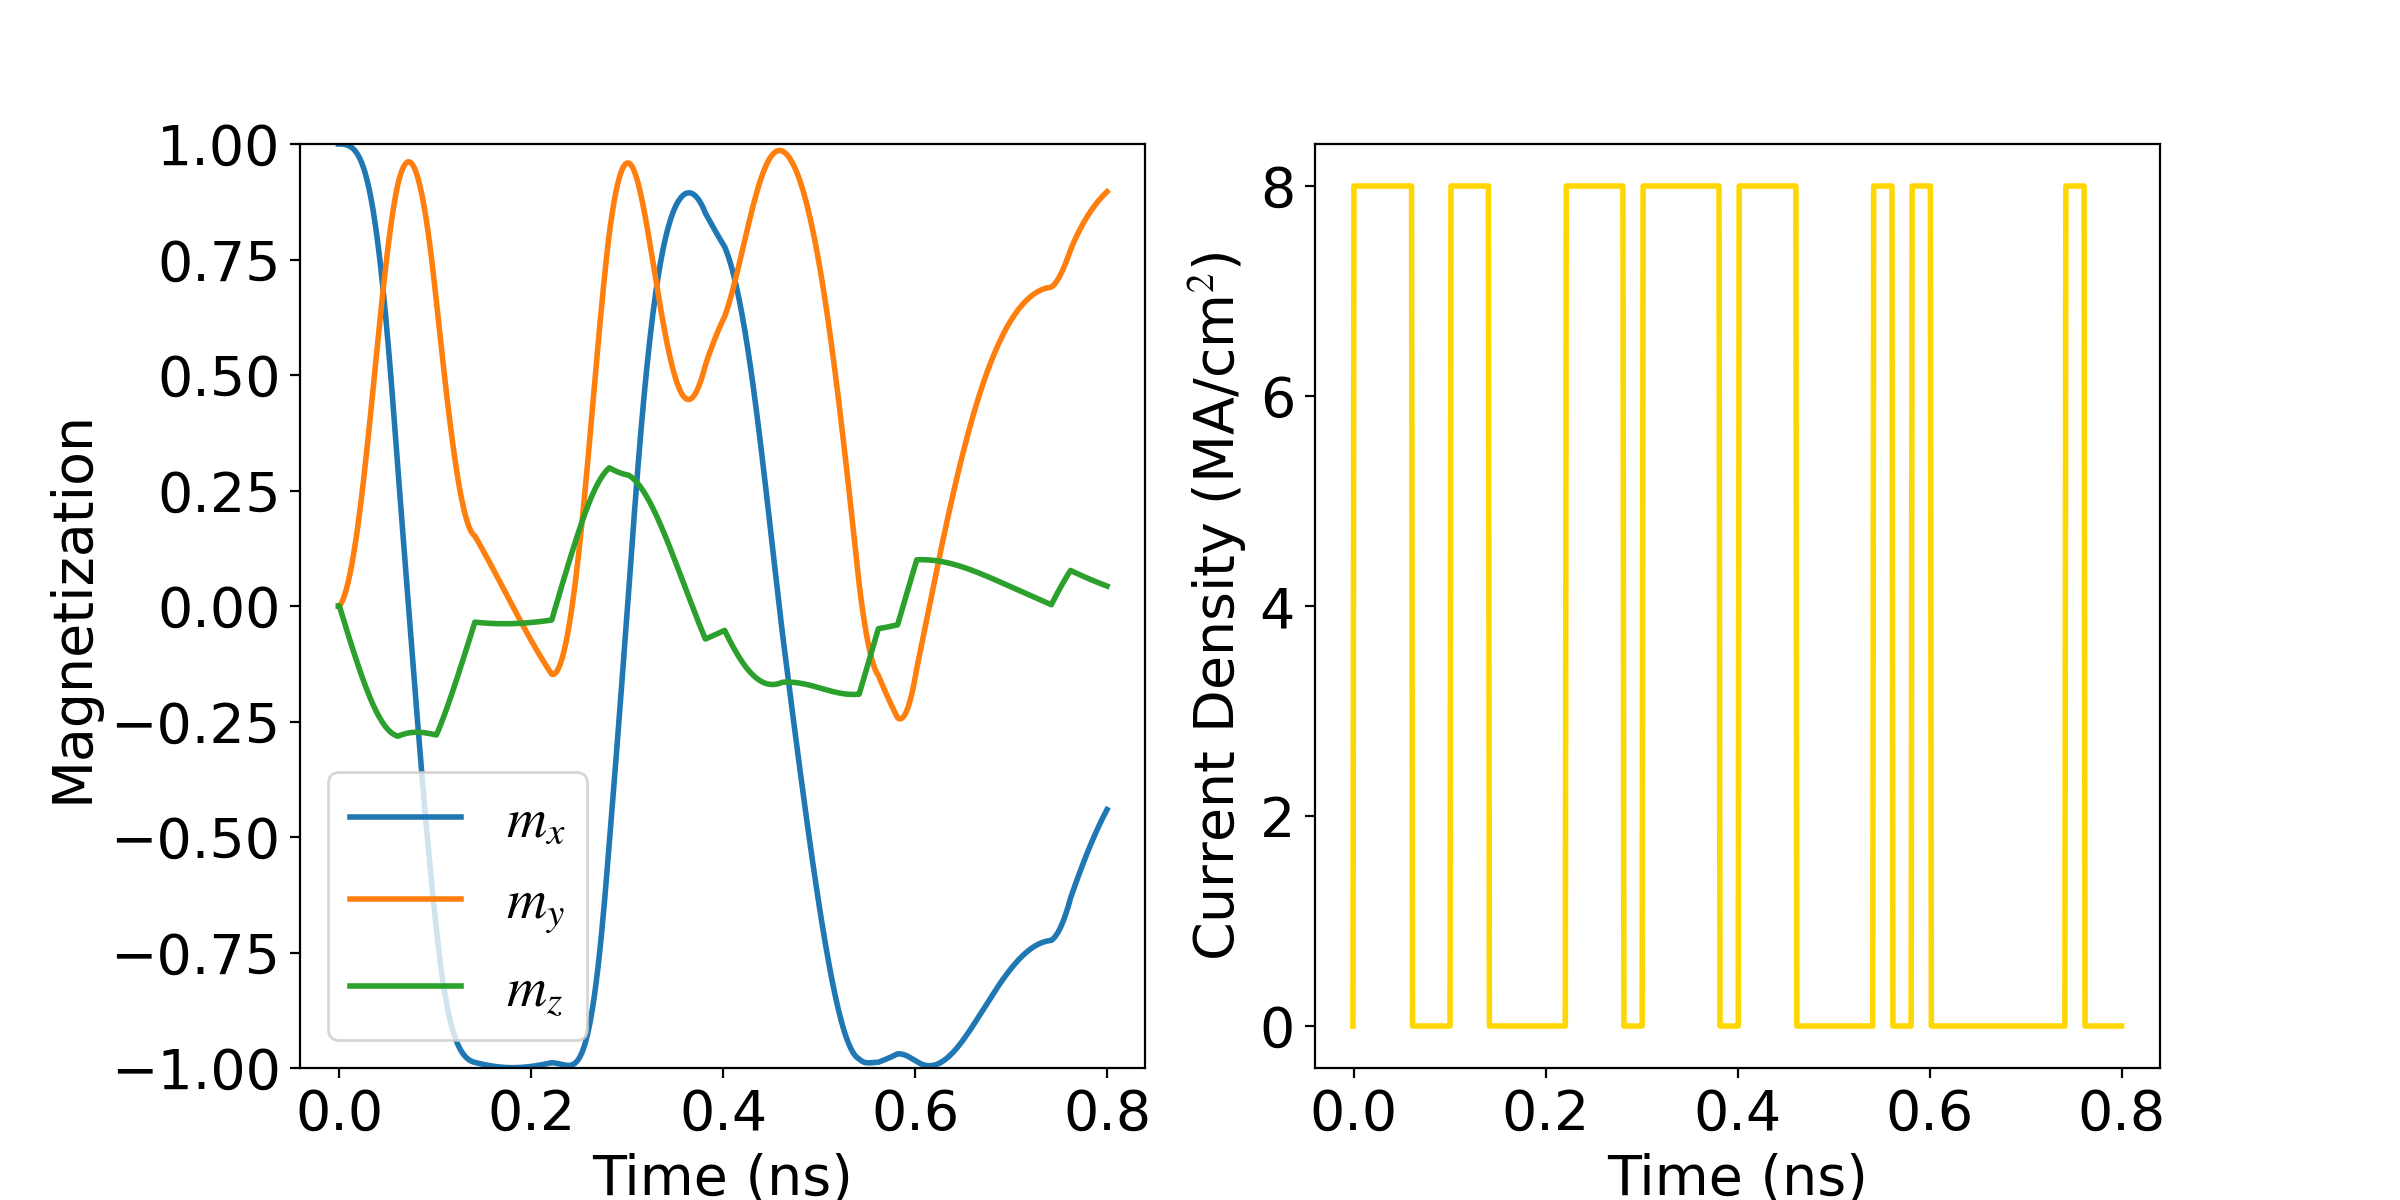 Magnetization
1.00
0.75
0.50
0.25
0.00
−0.25
−0.50
−0.75
−1.00
m_x
m_y
m_z
0.0 0.2 0.4 0.6 0.8
Time (ns)
Current Density (MA/cm²)
8
6
4
2
0
0.0 0.2 0.4 0.6 0.8
Time (ns)